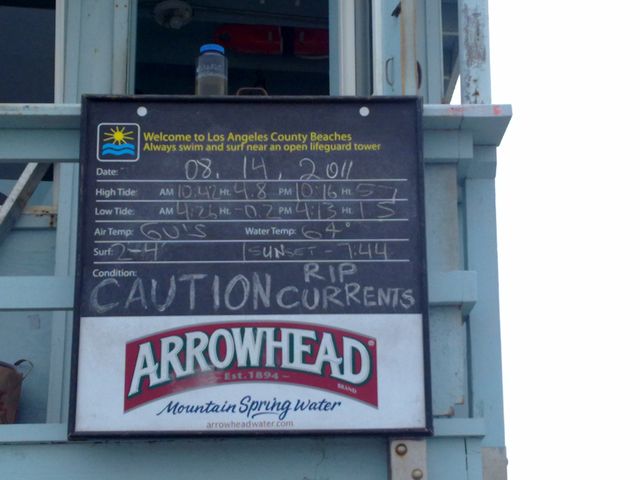 Welcome to Los Angeles County Beaches
Always swim and surf near an open lifeguard tower
Date: 08.14.2011
High Tide: AM 10:42 Ht. 4.8 PM 10:16 Ht. 5.7
Low Tide: AM 4:26 Ht. -0.2 PM 4:13 Ht. 1.5
Air Temp: 60's Water Temp: 64°
Surf: 2-4' SUNSET - 7:44
Condition: RIP
CAUTION CURRENTS
ARROWHEAD®
Est. 1894
BRAND
Mountain Spring Water
arrowheadwater.com